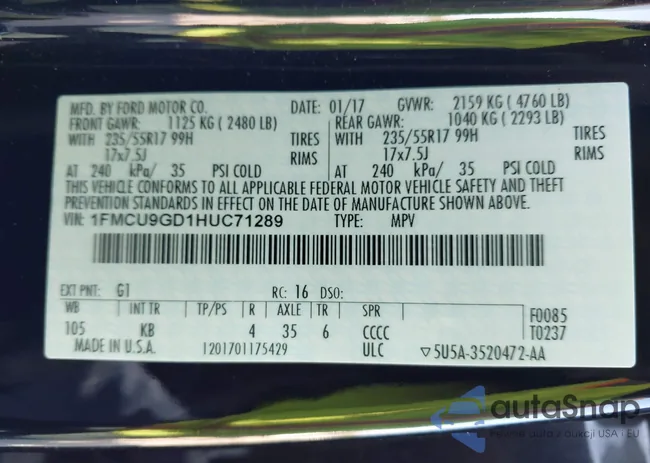 MFD. BY FORD MOTOR CO. DATE: 01/17 GVWR: 2159 KG ( 4760 LB)
FRONT GAWR: 1125 KG ( 2480 LB) REAR GAWR: 1040 KG ( 2293 LB)
WITH 235/55R17 99H TIRES WITH 235/55R17 99H TIRES
17x7.5J RIMS 17x7.5J RIMS
AT 240 kPa/ 35 PSI COLD AT 240 kPa/ 35 PSI COLD
THIS VEHICLE CONFORMS TO ALL APPLICABLE FEDERAL MOTOR VEHICLE SAFETY AND THEFT
PREVENTION STANDARDS IN EFFECT ON THE DATE OF MANUFACTURE SHOWN ABOVE.
VIN: 1FMCU9GD1HUC71289 TYPE: MPV
EXT PNT: G1 RC: 16 DSO:
WB INT TR TP/PS R AXLE TR SPR F0085
105 KB 4 35 6 CCCC T0237
MADE IN U.S.A. 1201701175429 ULC ▽5U5A-3520472-AA
autoSnap
auta z aukcji USA i EU